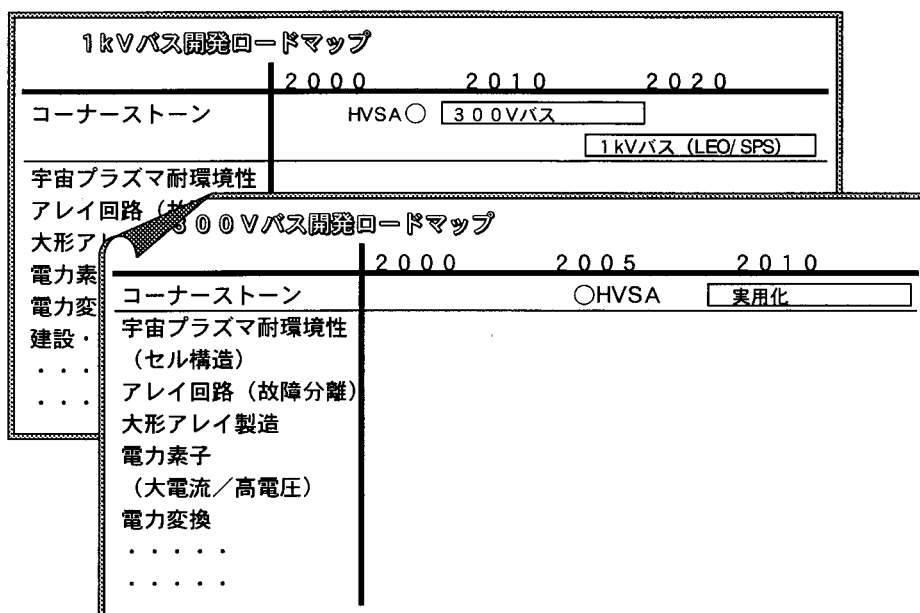 １ｋＶバス開発ロードマップ
２０００ ２０１０ ２０２０
コーナーストーン HVSA○ ３００Vバス
１kVバス（LEO/SPS）
宇宙プラズマ耐環境性
アレイ回路（故
大形ア
電力素
電力変
建設・
・・・
・・・
３００Ｖバス開発ロードマップ
２０００ ２００５ ２０１０
コーナーストーン ○HVSA 実用化
宇宙プラズマ耐環境性
（セル構造）
アレイ回路（故障分離）
大形アレイ製造
電力素子
（大電流／高電圧）
電力変換
・・・・・
・・・・・